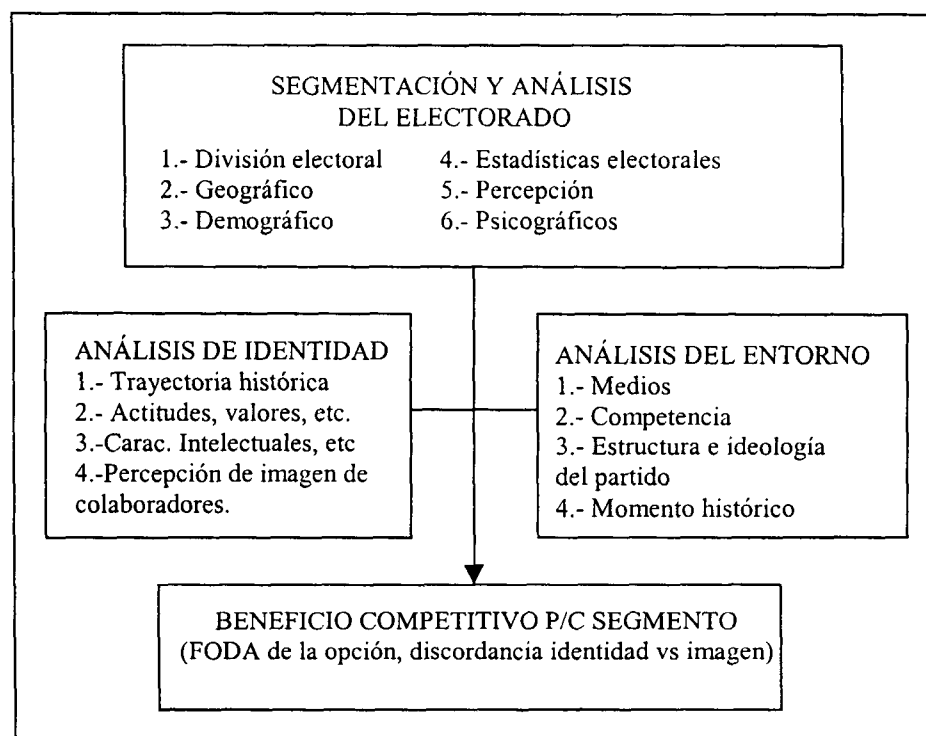 SEGMENTACIÓN Y ANÁLISIS
DEL ELECTORADO
1.- División electoral
2.- Geográfico
3.- Demográfico
4.- Estadísticas electorales
5.- Percepción
6.- Psicográficos
ANÁLISIS DE IDENTIDAD
1.- Trayectoria histórica
2.- Actitudes, valores, etc.
3.-Carac. Intelectuales, etc
4.-Percepción de imagen de
colaboradores.
ANÁLISIS DEL ENTORNO
1.- Medios
2.- Competencia
3.- Estructura e ideología
del partido
4.- Momento histórico
BENEFICIO COMPETITIVO P/C SEGMENTO
(FODA de la opción, discordancia identidad vs imagen)